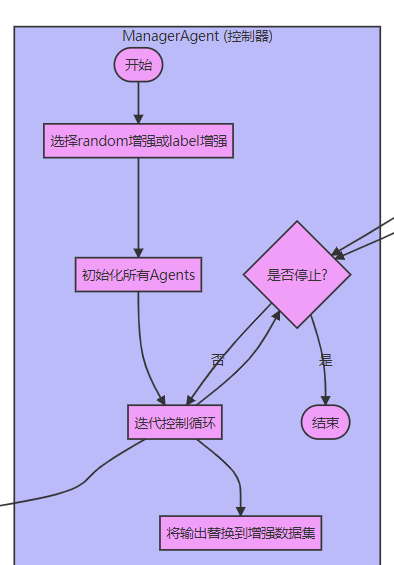 ManagerAgent (控制器)
开始
选择random增强或label增强
初始化所有Agents
是否停止?
否
是
迭代控制循环
结束
将输出替换到增强数据集